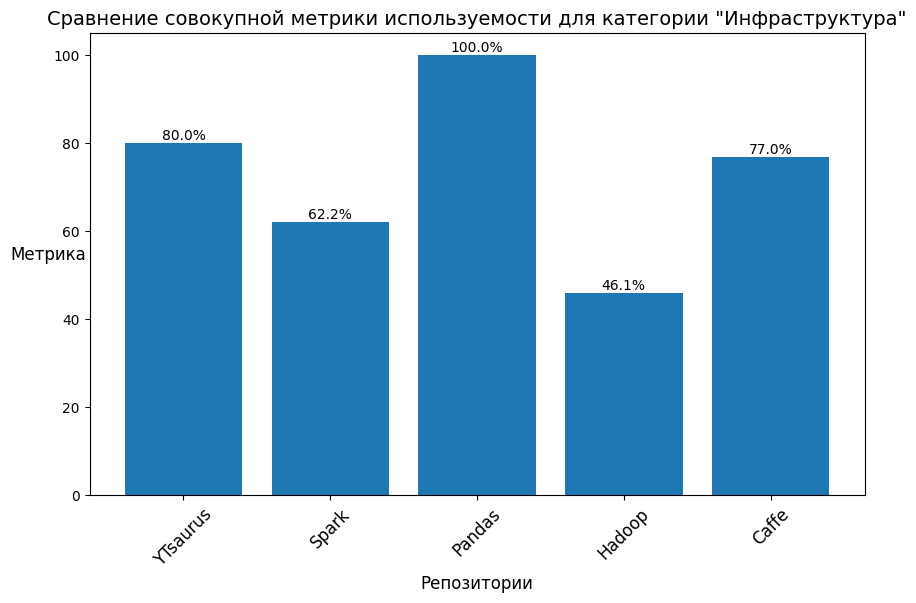 Сравнение совокупной метрики используемости для категории "Инфраструктура"
100.0%
80.0%
77.0%
62.2%
46.1%
100
80
60
40
20
0
Метрика
YTsaurus
Spark
Pandas
Hadoop
Caffe
Репозитории